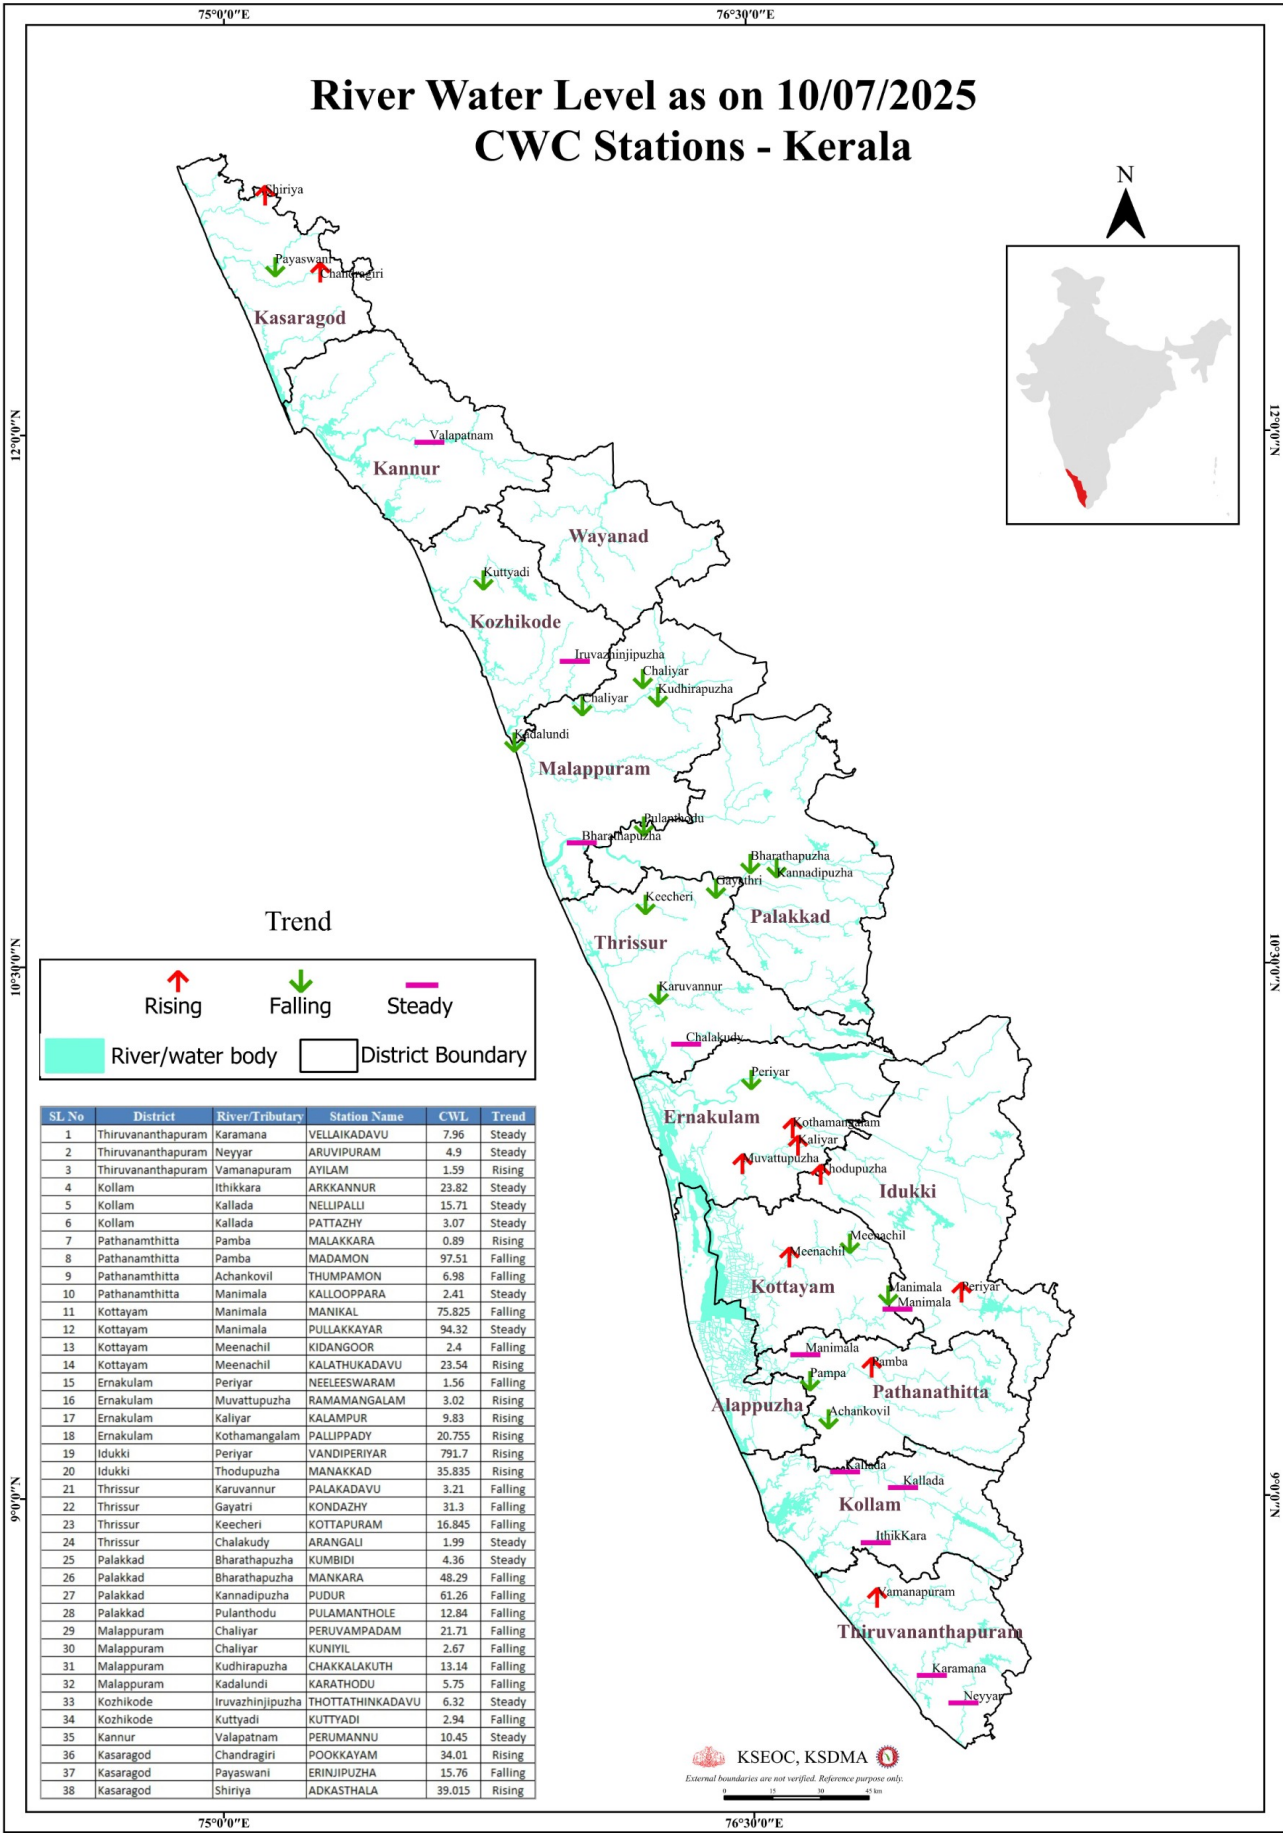 75°0'0"E 76°30'0"E
River Water Level as on 10/07/2025
CWC Stations - Kerala
N
Shiriya
Payaswani
Chandragiri
Kasaragod
12°0'0"N 12°0'0"N
Valapatnam
Kannur
Wayanad
Kuttyadi
Kozhikode
Iruvazhinjipuzha
Chaliyar
Kudhirapuzha
Chaliyar
Kadalundi
Malappuram
Pulanthodu
Bharathapuzha
Bharathapuzha
Kannadipuzha
Gayathri
Keecheri
Palakkad
Thrissur
Trend
10°30'0"N 10°30'0"N
Rising Falling Steady
River/water body District Boundary
Karuvannur
Chalakudy
Periyar
Ernakulam
Kothamangalam
Kaliyar
Muvattupuzha
Thodupuzha
Idukki
Meenachil
Meenachil
Kottayam
Manimala
Periyar
Manimala
Manimala
Pamba
Pampa
Pathanathitta
Alappuzha
Achankovil
Kallada
Kallada
Kollam
9°0'0"N 9°0'0"N
IthikKara
Vamanapuram
Thiruvananthapuram
Karamana
Neyyar
SL No District River/Tributary Station Name CWL Trend
1 Thiruvananthapuram Karamana VELLAIKADAVU 7.96 Steady
2 Thiruvananthapuram Neyyar ARUVIPURAM 4.9 Steady
3 Thiruvananthapuram Vamanapuram AYILAM 1.59 Rising
4 Kollam Ithikkara ARKKANNUR 23.82 Steady
5 Kollam Kallada NELLIPALLI 15.71 Steady
6 Kollam Kallada PATTAZHY 3.07 Steady
7 Pathanamthitta Pamba MALAKKARA 0.89 Rising
8 Pathanamthitta Pamba MADAMON 97.51 Falling
9 Pathanamthitta Achankovil THUMPAMON 6.98 Falling
10 Pathanamthitta Manimala KALLOOPPARA 2.41 Steady
11 Kottayam Manimala MANIKAL 75.825 Falling
12 Kottayam Manimala PULLAKKAYAR 94.32 Steady
13 Kottayam Meenachil KIDANGOOR 2.4 Falling
14 Kottayam Meenachil KALATHUKADAVU 23.54 Rising
15 Ernakulam Periyar NEELEESWARAM 1.56 Falling
16 Ernakulam Muvattupuzha RAMAMANGALAM 3.02 Rising
17 Ernakulam Kaliyar KALAMPUR 9.83 Rising
18 Ernakulam Kothamangalam PALLIPPADY 20.755 Rising
19 Idukki Periyar VANDIPERIYAR 791.7 Rising
20 Idukki Thodupuzha MANAKKAD 35.835 Rising
21 Thrissur Karuvannur PALAKADAVU 3.21 Falling
22 Thrissur Gayatri KONDAZHY 31.3 Falling
23 Thrissur Keecheri KOTTAPURAM 16.845 Falling
24 Thrissur Chalakudy ARANGALI 1.99 Steady
25 Palakkad Bharathapuzha KUMBIDI 4.36 Steady
26 Palakkad Bharathapuzha MANKARA 48.29 Falling
27 Palakkad Kannadipuzha PUDUR 61.26 Falling
28 Palakkad Pulanthodu PULAMANTHOLE 12.84 Falling
29 Malappuram Chaliyar PERUVAMPADAM 21.71 Falling
30 Malappuram Chaliyar KUNIYIL 2.67 Falling
31 Malappuram Kudhirapuzha CHAKKALAKUTH 13.14 Falling
32 Malappuram Kadalundi KARATHODU 5.75 Falling
33 Kozhikode Iruvazhinjipuzha THOTTATHINKADAVU 6.32 Steady
34 Kozhikode Kuttyadi KUTTYADI 2.94 Falling
35 Kannur Valapatnam PERUMANNU 10.45 Steady
36 Kasaragod Chandragiri POOKKAYAM 34.01 Rising
37 Kasaragod Payaswani ERINJIPUZHA 15.76 Falling
38 Kasaragod Shiriya ADKASTHALA 39.015 Rising
KSEOC, KSDMA
External boundaries are not verified. Reference purpose only.
0 15 30 45 km
75°0'0"E 76°30'0"E